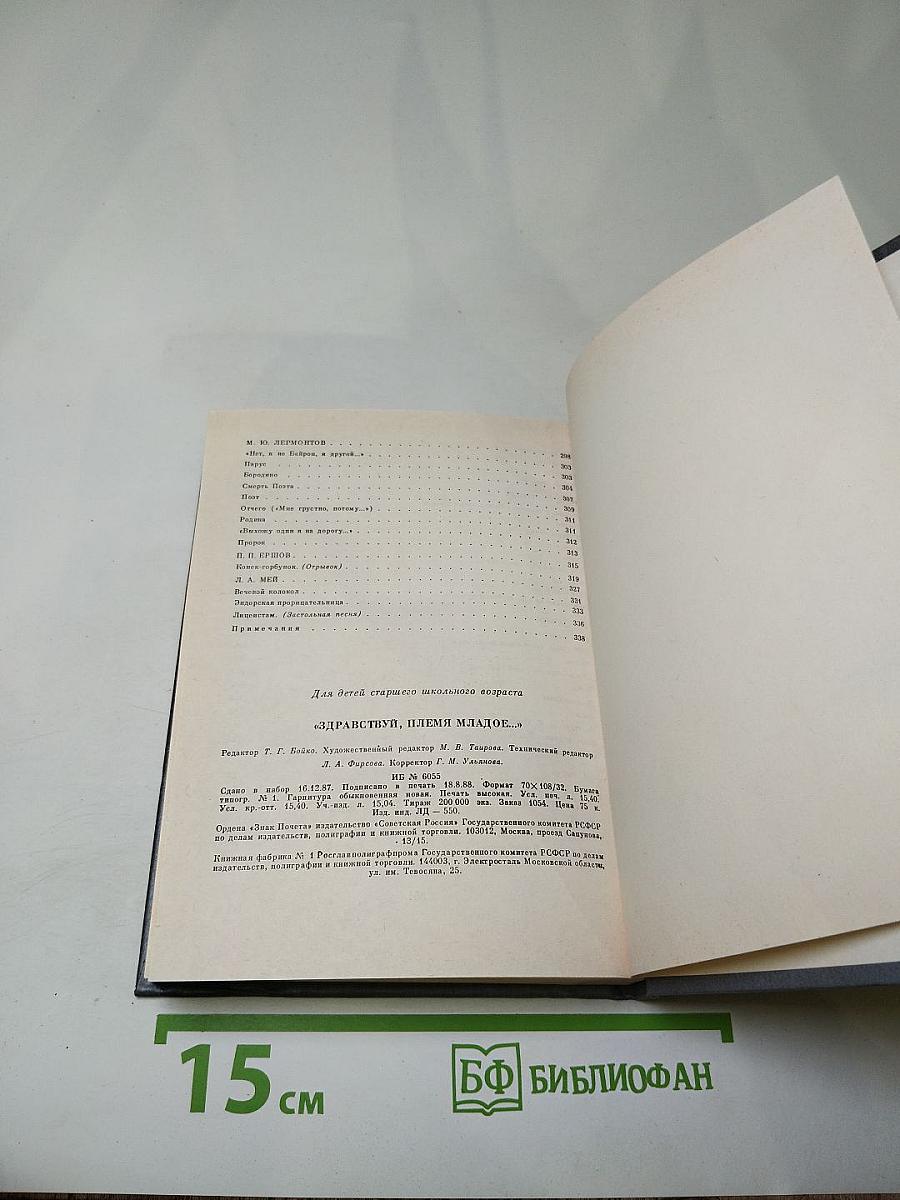 М. Ю. ЛЕРМОНТОВ . . . 298
«Нет, я не Байрон, я другой...» . . . 303
Парус . . . 303
Бородино . . . 304
Смерть Поэта . . . 307
Поэт . . . 309
Отчего («Мне грустно, потому...») . . . 311
Родина . . . 311
«Выхожу один я на дорогу...» . . . 312
Пророк . . . 313
П. П. ЕРШОВ . . . 315
Конек-горбунок. (Отрывок) . . . 319
Л. А. МЕЙ . . . 327
Вечевой колокол . . . 331
Эндорская прорицательница . . . 333
Лицеистам. (Застольная песня) . . . 336
Примечания . . . 338
Для детей старшего школьного возраста
«ЗДРАВСТВУЙ, ПЛЕМЯ МЛАДОЕ...»
Редактор Т. Г. Бойко. Художественный редактор М. В. Таирова. Технический редактор
Л. А. Фирсова. Корректор Г. М. Ульянова.
ИБ № 6055
Сдано в набор 16.12.87. Подписано в печать 18.8.88. Формат 70×108/32. Бумага
типогр. № 1. Гарнитура обыкновенная новая. Печать высокая. Усл. печ. л. 15,40.
Усл. кр.-отт. 15,40. Уч.-изд. л. 15,04. Тираж 200 000 экз. Заказ 1054. Цена 75 к.
Изд. инд. ЛД — 550.
Ордена «Знак Почета» издательство «Советская Россия» Государственного комитета РСФСР
по делам издательств, полиграфии и книжной торговли. 103012, Москва, проезд Сапунова,
13/15.
Книжная фабрика № 1 Росглавполиграфпрома Государственного комитета РСФСР по делам
издательств, полиграфии и книжной торговли. 144003, г. Электросталь Московской области,
ул. им. Тевосяна, 25.
15 см
БФ БИБЛИОФАН